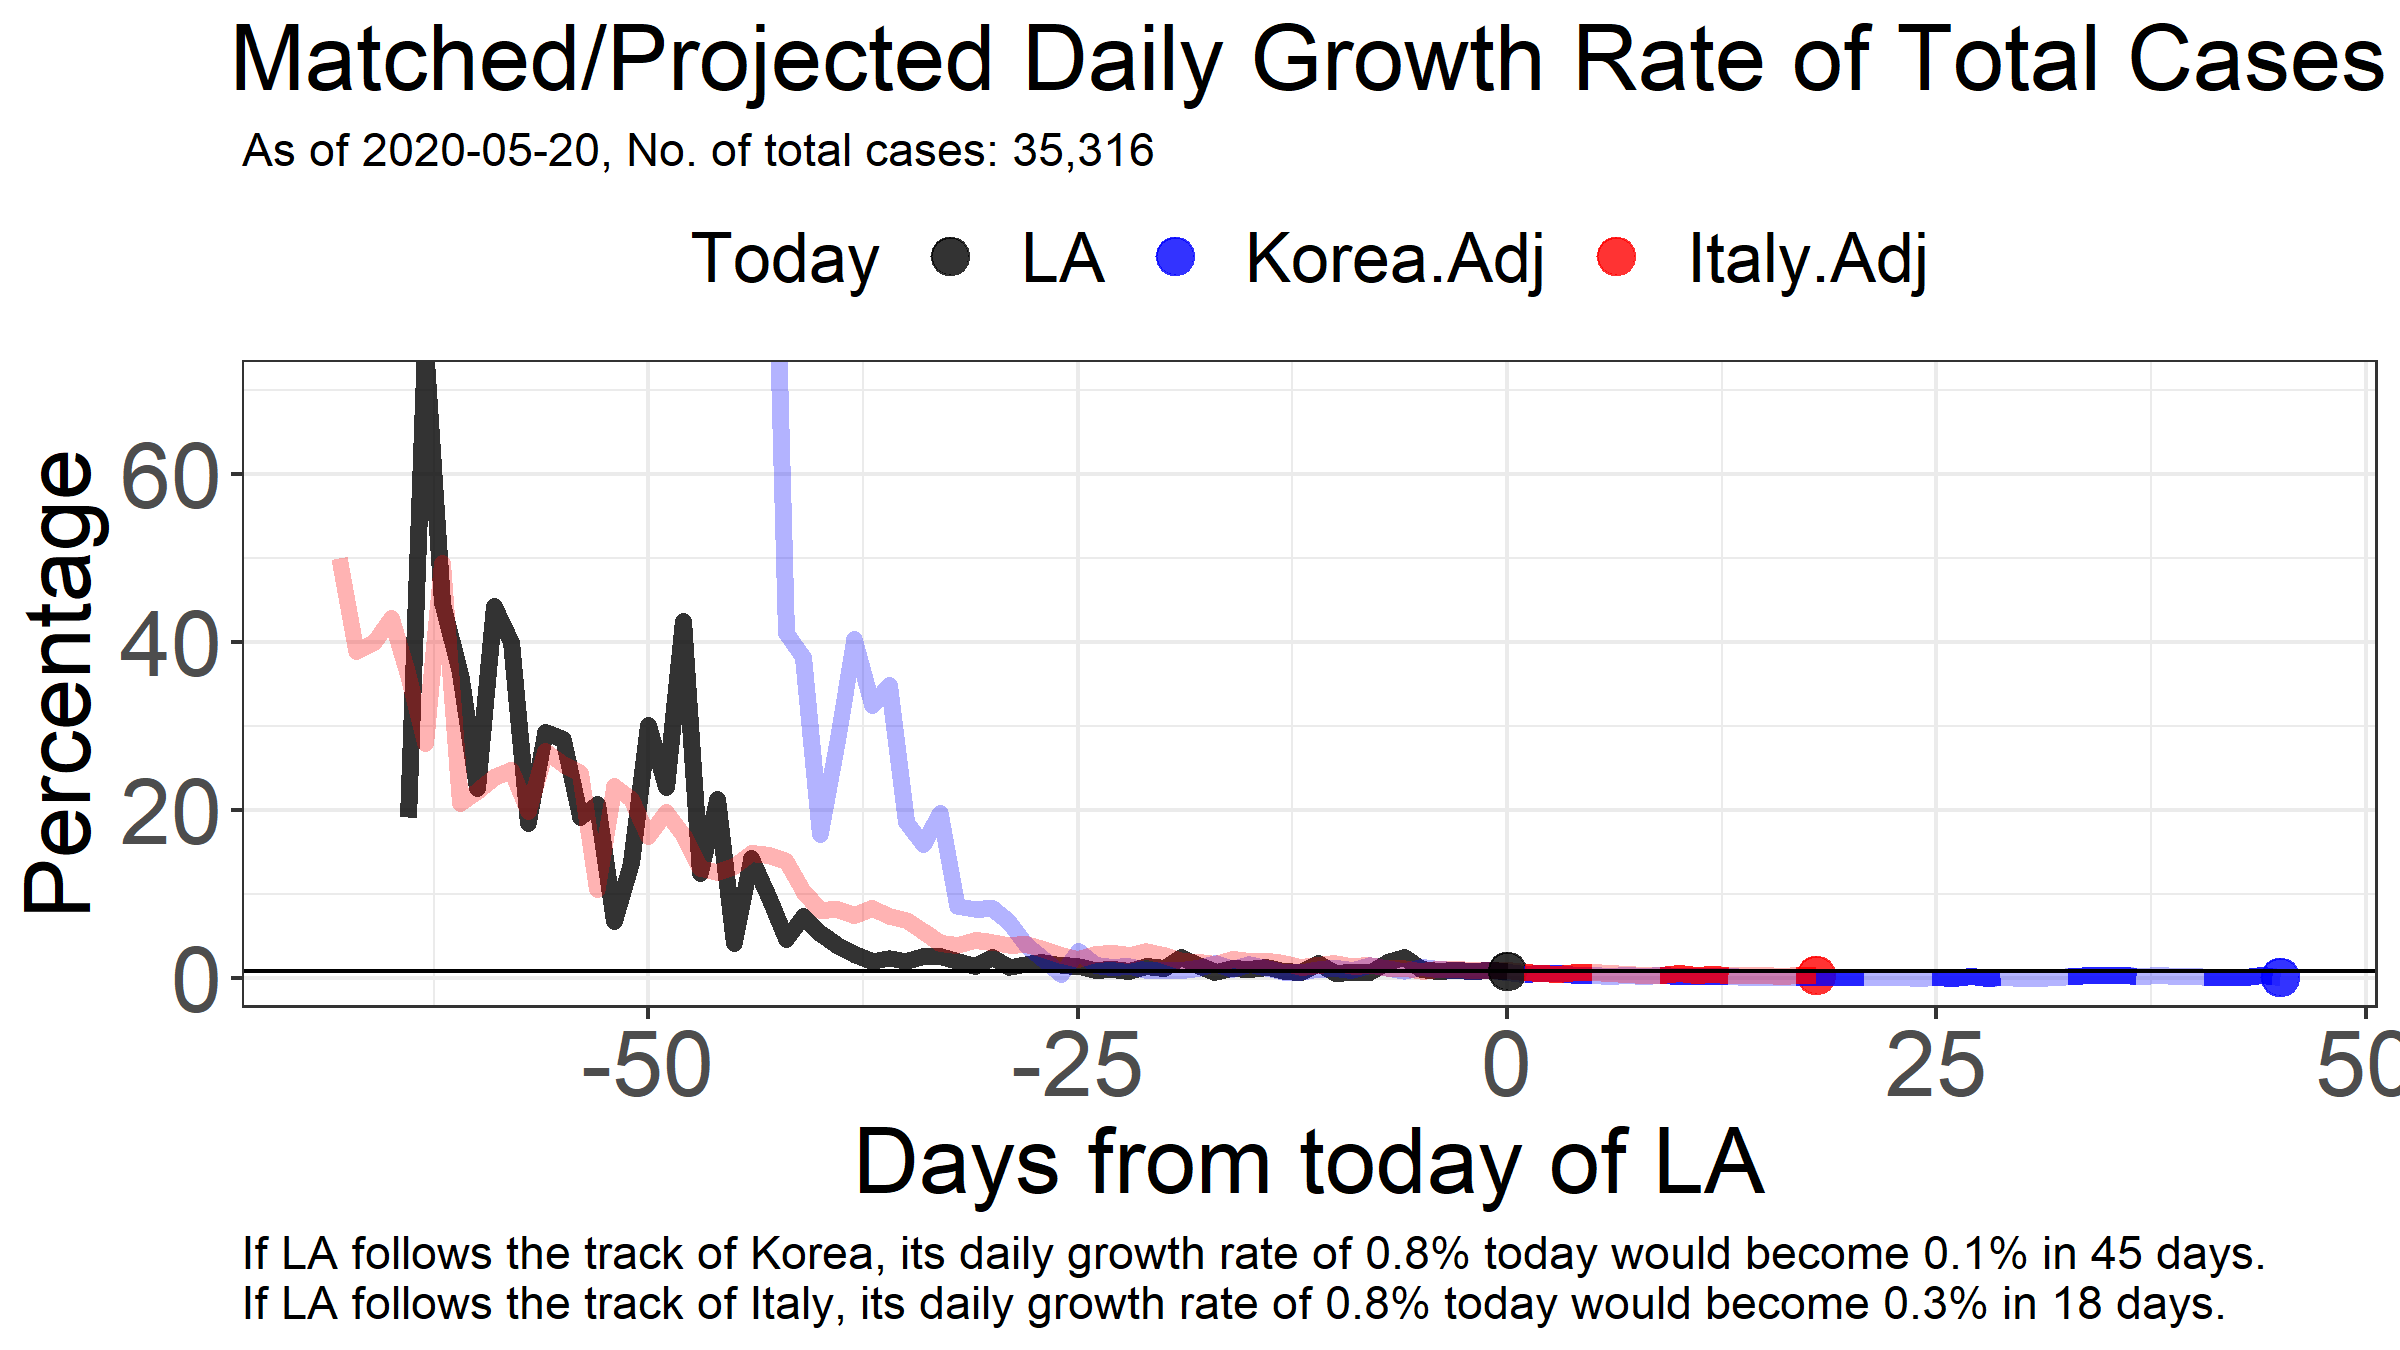 Matched/Projected Daily Growth Rate of Total Cases
As of 2020-05-20, No. of total cases: 35,316
Today LA Korea.Adj Italy.Adj
Percentage
60
40
20
0
-50 -25 0 25 50
Days from today of LA
If LA follows the track of Korea, its daily growth rate of 0.8% today would become 0.1% in 45 days.
If LA follows the track of Italy, its daily growth rate of 0.8% today would become 0.3% in 18 days.